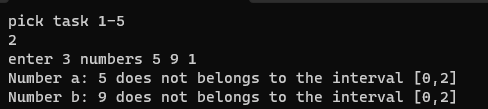 pick task 1-5
2
enter 3 numbers 5 9 1
Number a: 5 does not belongs to the interval [0,2]
Number b: 9 does not belongs to the interval [0,2]